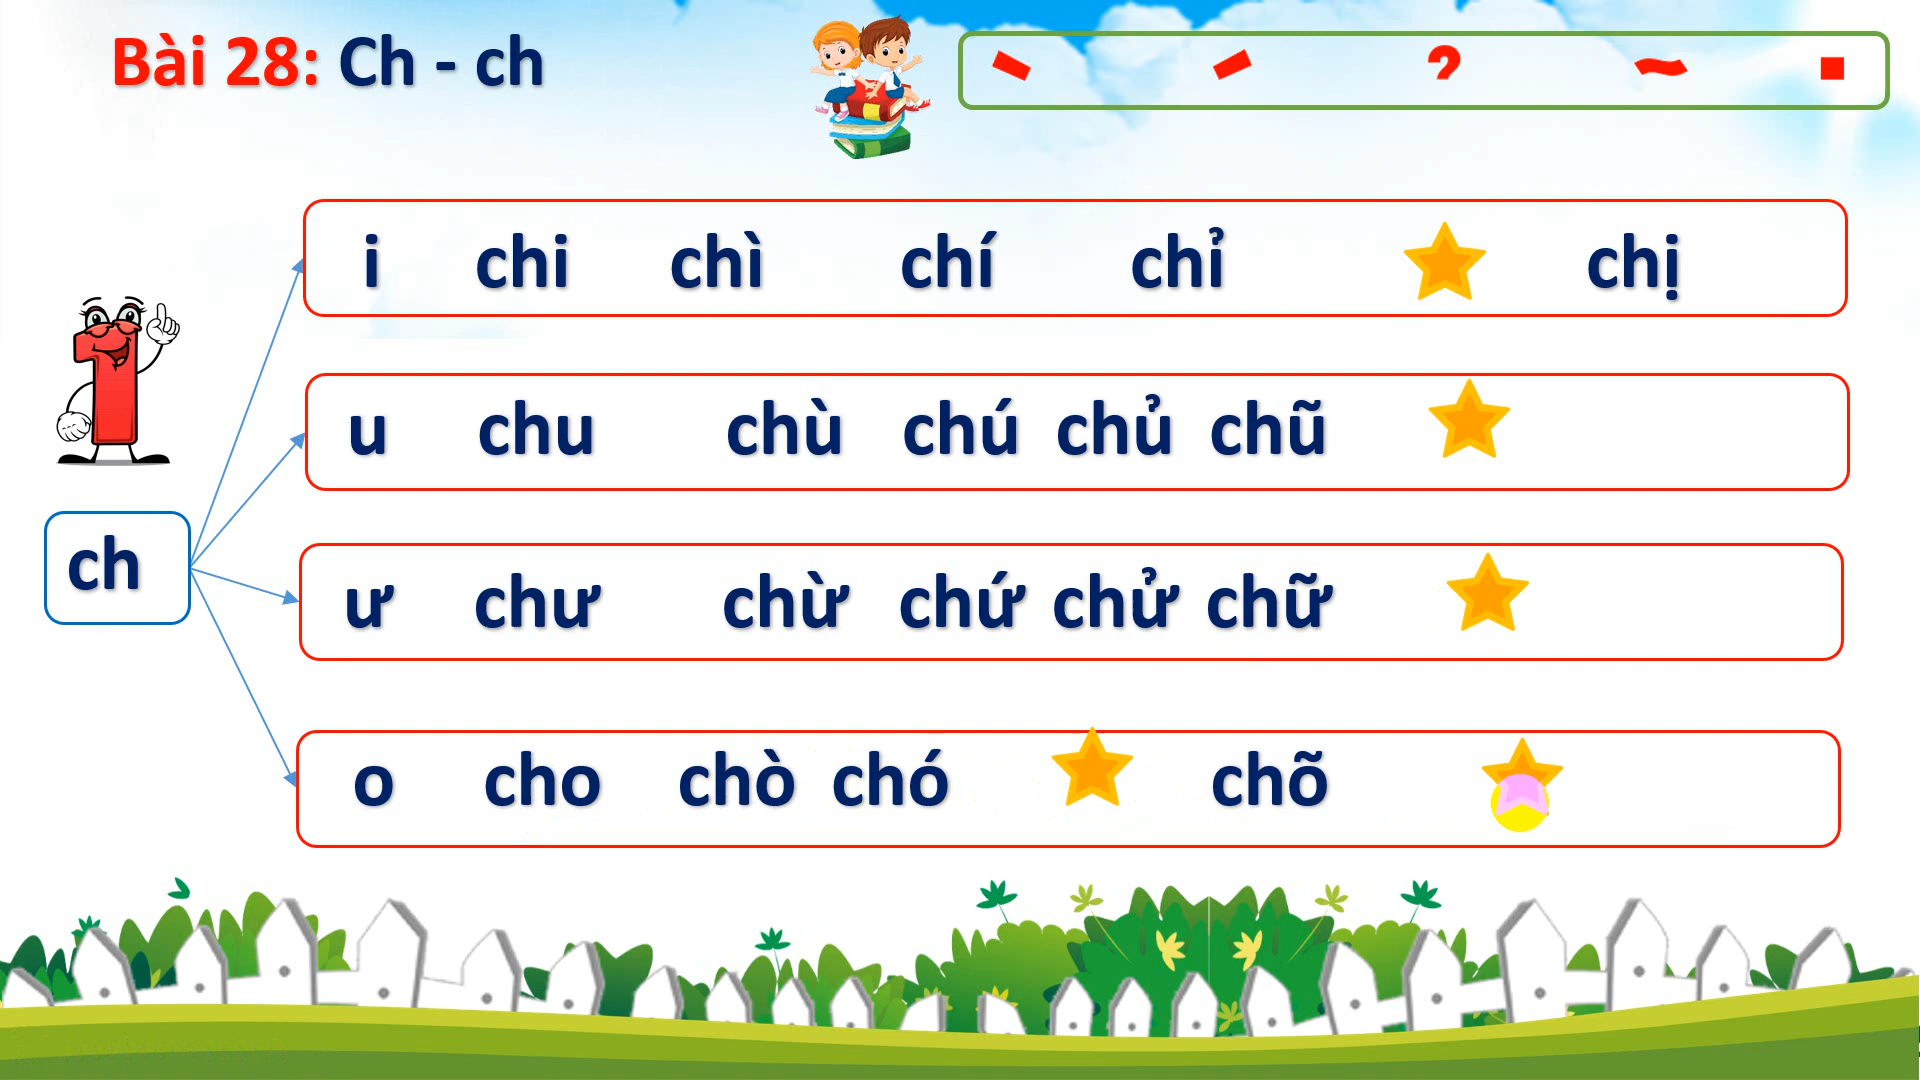 Bài 28: Ch - ch
i chi chì chí chỉ chị
u chu chù chú chủ chũ
ch
ư chư chừ chứ chử chữ
o cho chò chó chõ